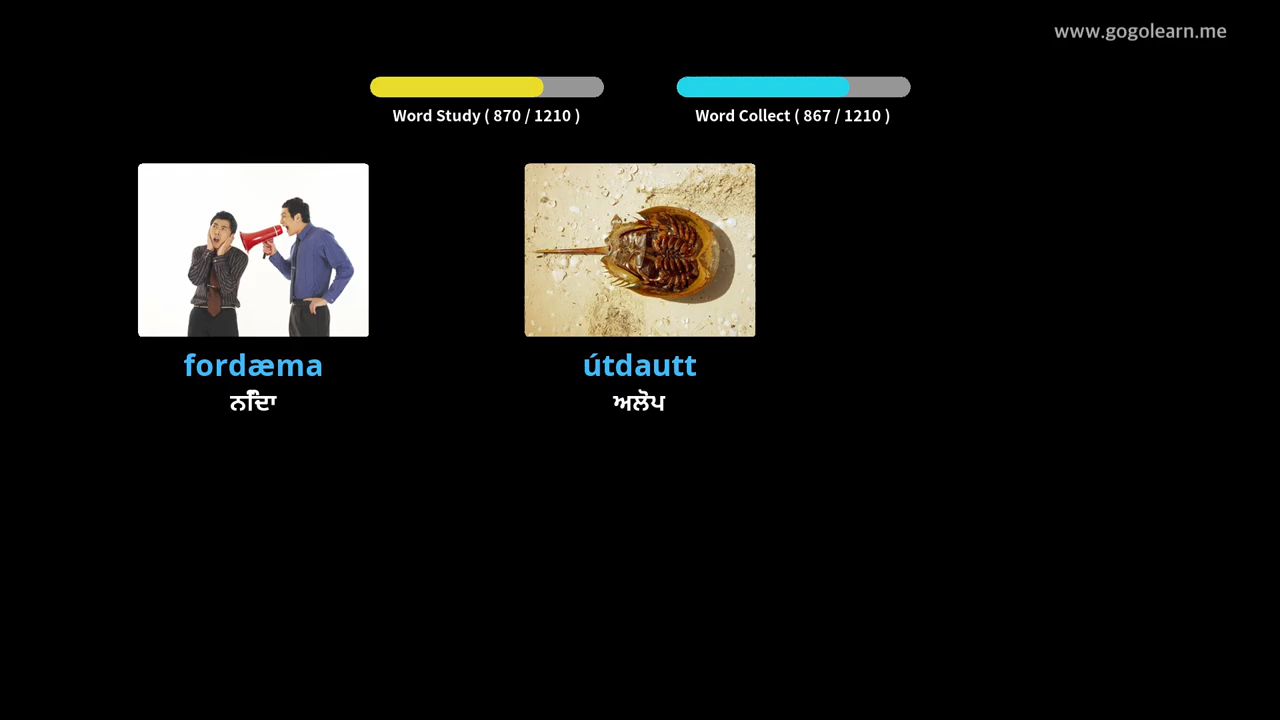 www.gogolearn.me
Word Study ( 870 / 1210 )
Word Collect ( 867 / 1210 )
fordæma
ਨਿੰਦਾ
útdautt
ਅਲੋਪ